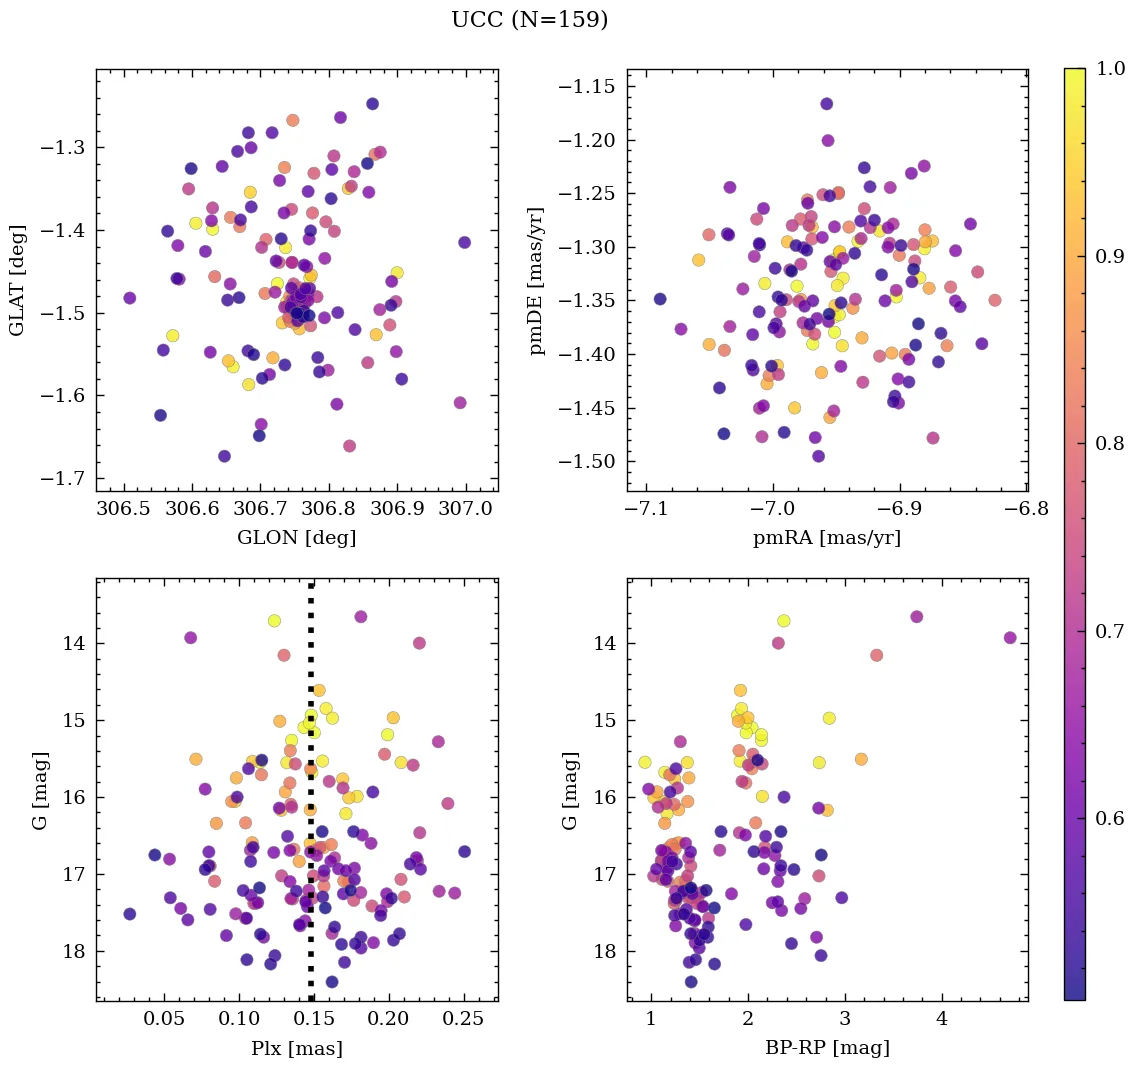 UCC (N=159)
−1.3
−1.4
−1.5
−1.6
−1.7
GLAT [deg]
306.5 306.6 306.7 306.8 306.9 307.0
GLON [deg]
−1.15
−1.20
−1.25
−1.30
−1.35
−1.40
−1.45
−1.50
pmDE [mas/yr]
−7.1 −7.0 −6.9 −6.8
pmRA [mas/yr]
14
15
16
17
18
G [mag]
0.05 0.10 0.15 0.20 0.25
Plx [mas]
14
15
16
17
18
G [mag]
1 2 3 4
BP-RP [mag]
1.0
0.9
0.8
0.7
0.6